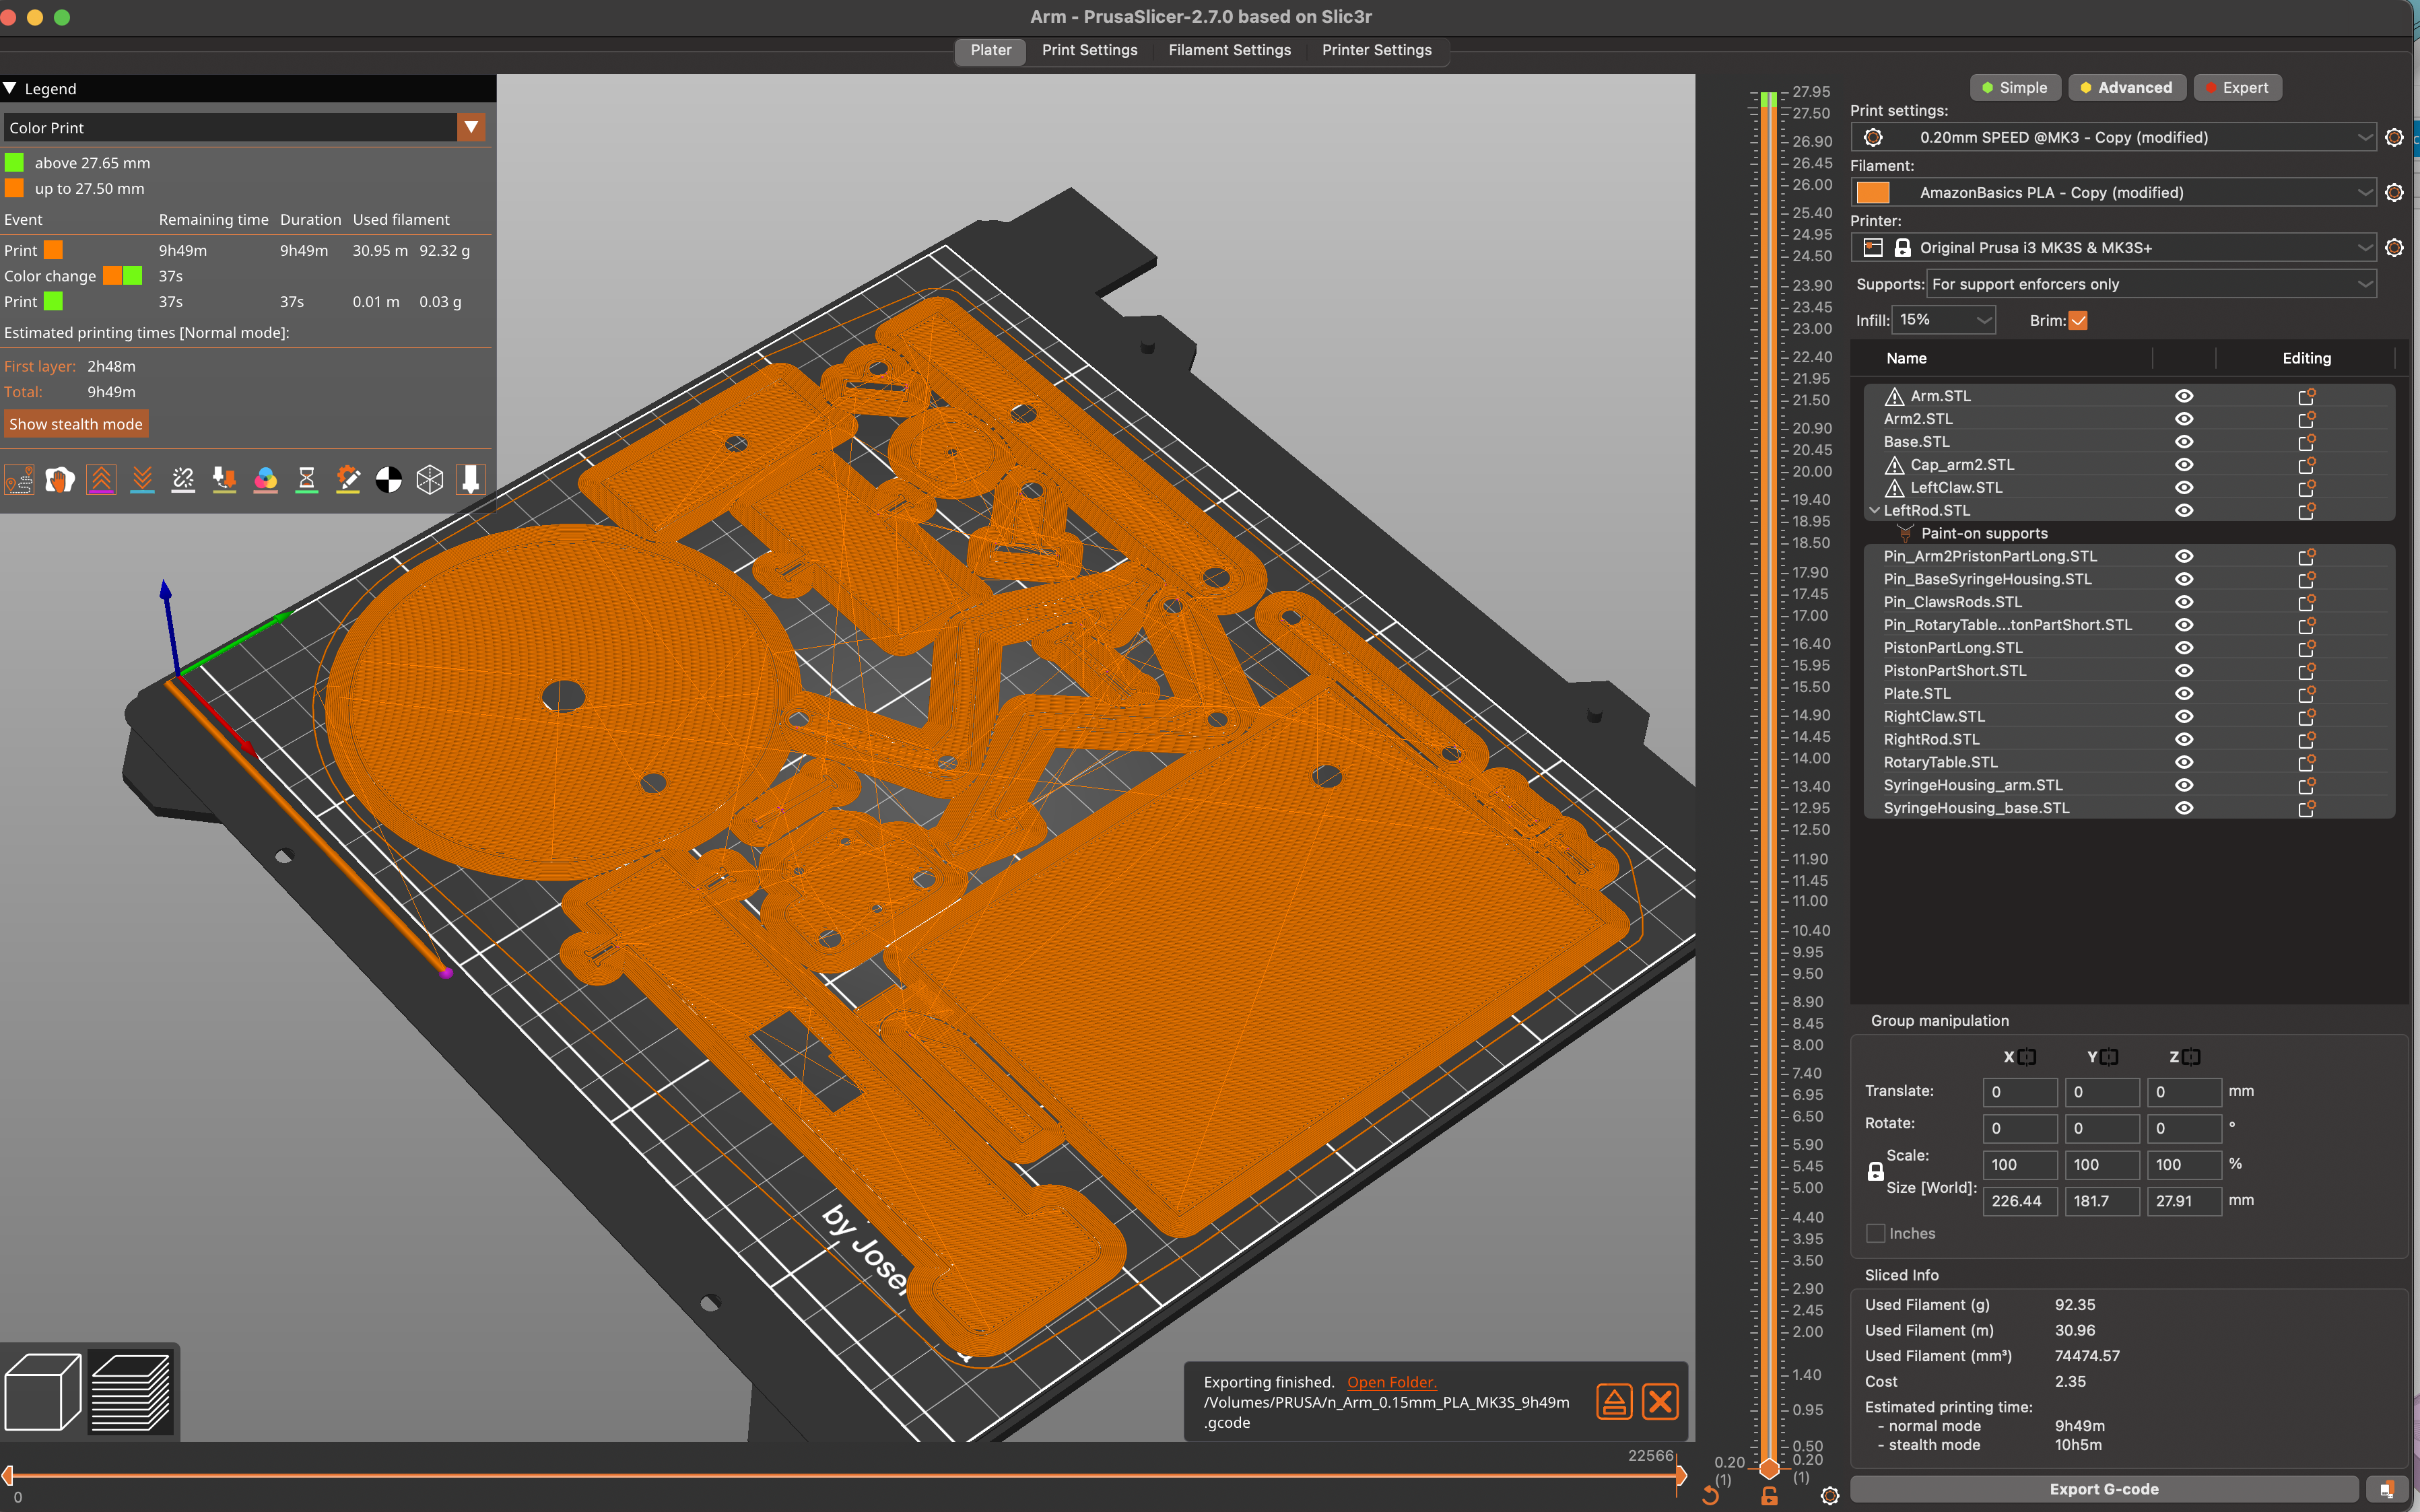 Arm - PrusaSlicer-2.7.0 based on Slic3r
Plater Print Settings Filament Settings Printer Settings
Legend
Color Print
above 27.65 mm
up to 27.50 mm
Event Remaining time Duration Used filament
Print 9h49m 9h49m 30.95 m 92.32 g
Color change 37s
Print 37s 37s 0.01 m 0.03 g
Estimated printing times [Normal mode]:
First layer: 2h48m
Total: 9h49m
Show stealth mode
by Josef
Exporting finished. Open Folder.
/Volumes/PRUSA/n_Arm_0.15mm_PLA_MK3S_9h49m
.gcode
22566
0
27.95
27.50
26.90
26.45
26.00
25.40
24.95
24.50
23.90
23.45
23.00
22.40
21.95
21.50
20.90
20.45
20.00
19.40
18.95
18.50
17.90
17.45
17.00
16.40
15.95
15.50
14.90
14.45
14.00
13.40
12.95
12.50
11.90
11.45
11.00
10.40
9.95
9.50
8.90
8.45
8.00
7.40
6.95
6.50
5.90
5.45
5.00
4.40
3.95
3.50
2.90
2.45
2.00
1.40
0.95
0.50
0.20 0.20
(1) (1)
Simple Advanced Expert
Print settings:
0.20mm SPEED @MK3 - Copy (modified)
Filament:
AmazonBasics PLA - Copy (modified)
Printer:
Original Prusa i3 MK3S & MK3S+
Supports: For support enforcers only
Infill: 15% Brim:
Name Editing
Arm.STL
Arm2.STL
Base.STL
Cap_arm2.STL
LeftClaw.STL
LeftRod.STL
Paint-on supports
Pin_Arm2PristonPartLong.STL
Pin_BaseSyringeHousing.STL
Pin_ClawsRods.STL
Pin_RotaryTable...tonPartShort.STL
PistonPartLong.STL
PistonPartShort.STL
Plate.STL
RightClaw.STL
RightRod.STL
RotaryTable.STL
SyringeHousing_arm.STL
SyringeHousing_base.STL
Group manipulation
X Y Z
Translate: 0 0 0 mm
Rotate: 0 0 0 °
Scale: 100 100 100 %
Size [World]: 226.44 181.7 27.91 mm
Inches
Sliced Info
Used Filament (g) 92.35
Used Filament (m) 30.96
Used Filament (mm³) 74474.57
Cost 2.35
Estimated printing time:
- normal mode 9h49m
- stealth mode 10h5m
Export G-code